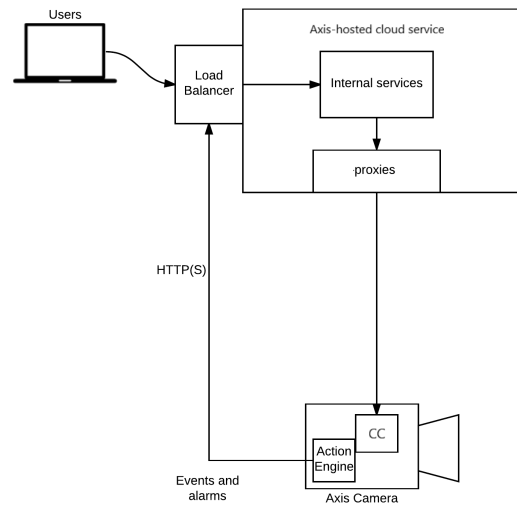 Users
Axis-hosted cloud service
Load
Balancer
Internal services
proxies
HTTP(S)
CC
Action
Engine
Events and
alarms
Axis Camera